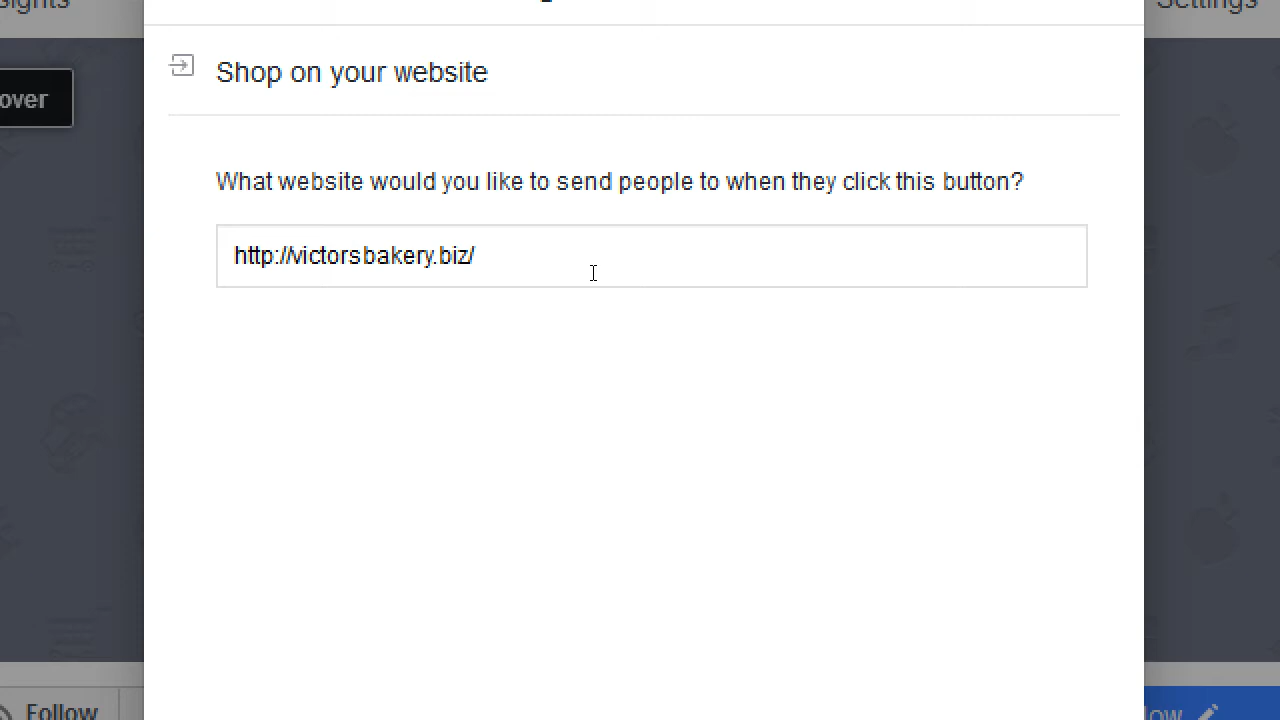 Settings
Shop on your website
over
What website would you like to send people to when they click this button?
http://victorsbakery.biz/
Follow